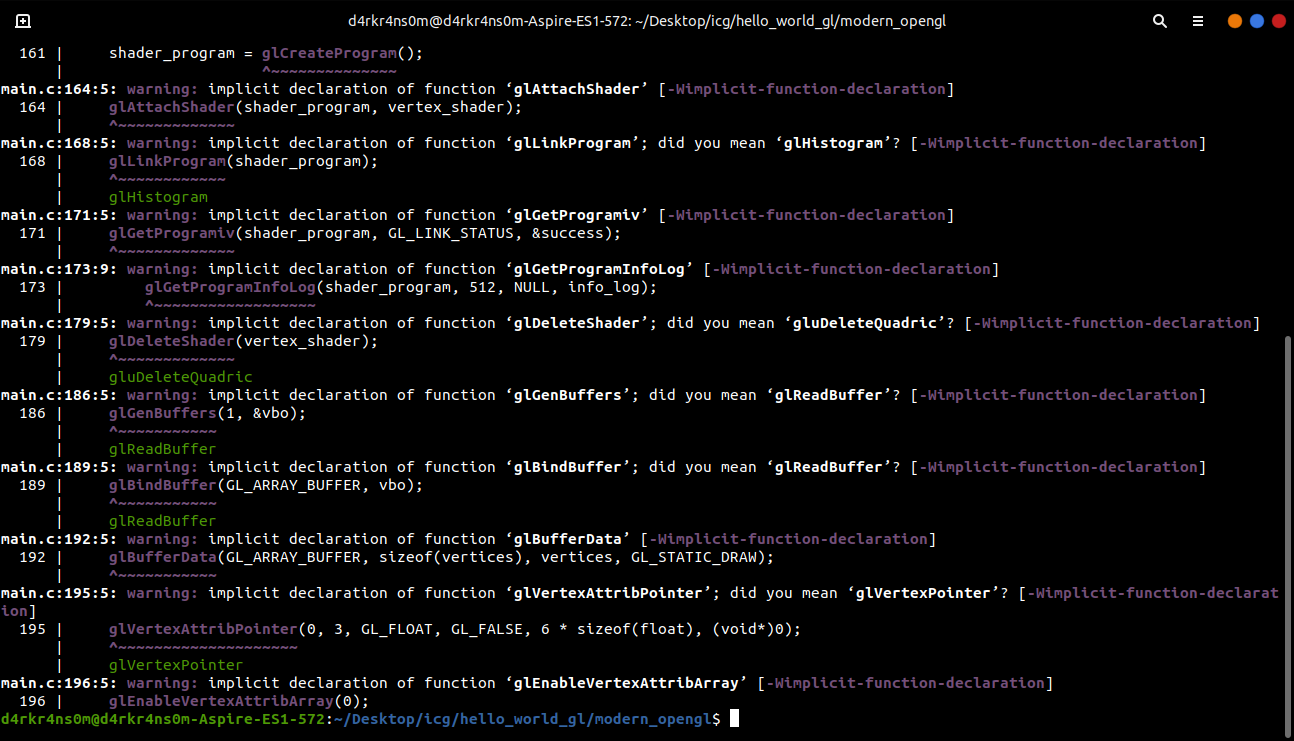 d4rkr4ns0m@d4rkr4ns0m-Aspire-ES1-572: ~/Desktop/icg/hello_world_gl/modern_opengl
  161 |     shader_program = glCreateProgram();
      |                      ^~~~~~~~~~~~~~~
main.c:164:5: warning: implicit declaration of function ‘glAttachShader’ [-Wimplicit-function-declaration]
  164 |     glAttachShader(shader_program, vertex_shader);
      |     ^~~~~~~~~~~~~~
main.c:168:5: warning: implicit declaration of function ‘glLinkProgram’; did you mean ‘glHistogram’? [-Wimplicit-function-declaration]
  168 |     glLinkProgram(shader_program);
      |     ^~~~~~~~~~~~~
      |     glHistogram
main.c:171:5: warning: implicit declaration of function ‘glGetProgramiv’ [-Wimplicit-function-declaration]
  171 |     glGetProgramiv(shader_program, GL_LINK_STATUS, &success);
      |     ^~~~~~~~~~~~~~
main.c:173:9: warning: implicit declaration of function ‘glGetProgramInfoLog’ [-Wimplicit-function-declaration]
  173 |         glGetProgramInfoLog(shader_program, 512, NULL, info_log);
      |         ^~~~~~~~~~~~~~~~~~~
main.c:179:5: warning: implicit declaration of function ‘glDeleteShader’; did you mean ‘gluDeleteQuadric’? [-Wimplicit-function-declaration]
  179 |     glDeleteShader(vertex_shader);
      |     ^~~~~~~~~~~~~~
      |     gluDeleteQuadric
main.c:186:5: warning: implicit declaration of function ‘glGenBuffers’; did you mean ‘glReadBuffer’? [-Wimplicit-function-declaration]
  186 |     glGenBuffers(1, &vbo);
      |     ^~~~~~~~~~~~
      |     glReadBuffer
main.c:189:5: warning: implicit declaration of function ‘glBindBuffer’; did you mean ‘glReadBuffer’? [-Wimplicit-function-declaration]
  189 |     glBindBuffer(GL_ARRAY_BUFFER, vbo);
      |     ^~~~~~~~~~~~
      |     glReadBuffer
main.c:192:5: warning: implicit declaration of function ‘glBufferData’ [-Wimplicit-function-declaration]
  192 |     glBufferData(GL_ARRAY_BUFFER, sizeof(vertices), vertices, GL_STATIC_DRAW);
      |     ^~~~~~~~~~~~
main.c:195:5: warning: implicit declaration of function ‘glVertexAttribPointer’; did you mean ‘glVertexPointer’? [-Wimplicit-function-declarat
ion]
  195 |     glVertexAttribPointer(0, 3, GL_FLOAT, GL_FALSE, 6 * sizeof(float), (void*)0);
      |     ^~~~~~~~~~~~~~~~~~~~~
      |     glVertexPointer
main.c:196:5: warning: implicit declaration of function ‘glEnableVertexAttribArray’ [-Wimplicit-function-declaration]
  196 |     glEnableVertexAttribArray(0);
d4rkr4ns0m@d4rkr4ns0m-Aspire-ES1-572:~/Desktop/icg/hello_world_gl/modern_opengl$